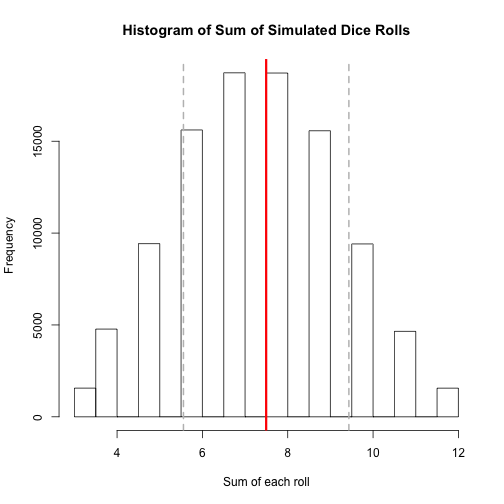 Histogram of Sum of Simulated Dice Rolls
Frequency
15000
10000
5000
0
4 6 8 10 12
Sum of each roll